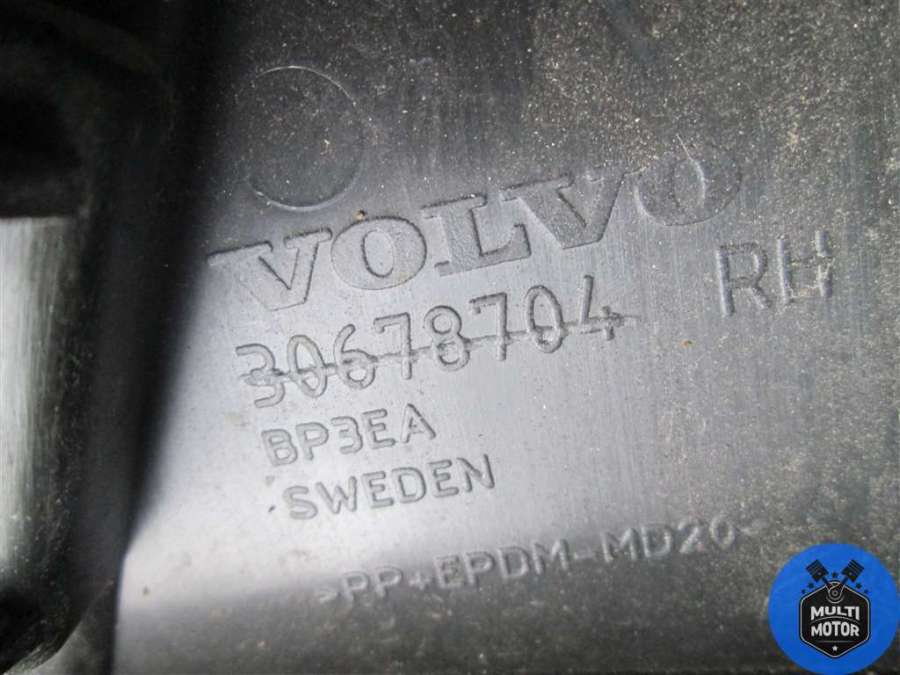 VOLVO
30678704 RH
BP3EA
SWEDEN
>PP+EPDM-MD20<
MULTI
MOTOR